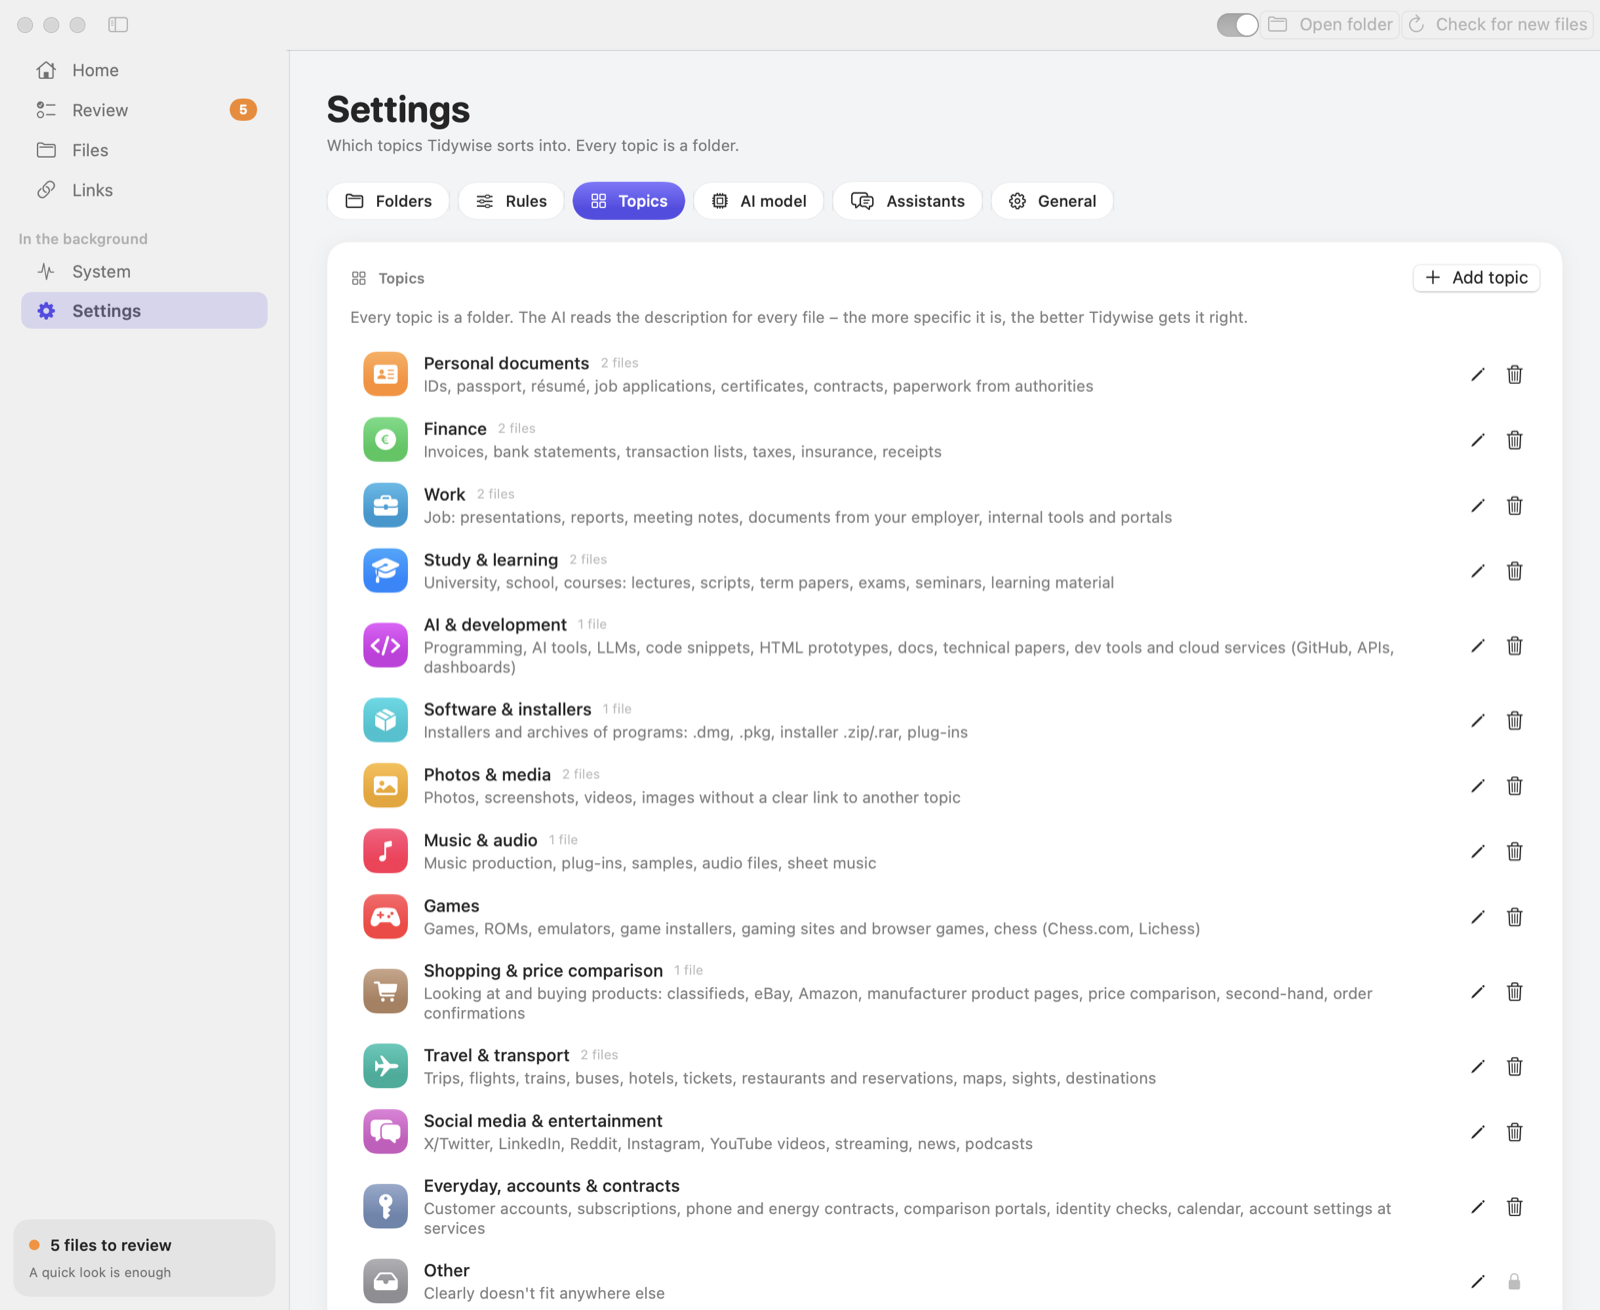 Open folder
Check for new files
Home
Review
5
Files
Links
In the background
System
Settings
5 files to review
A quick look is enough
Settings
Which topics Tidywise sorts into. Every topic is a folder.
Folders
Rules
Topics
AI model
Assistants
General
Topics
Add topic
Every topic is a folder. The AI reads the description for every file – the more specific it is, the better Tidywise gets it right.
Personal documents 2 files
IDs, passport, résumé, job applications, certificates, contracts, paperwork from authorities
Finance 2 files
Invoices, bank statements, transaction lists, taxes, insurance, receipts
Work 2 files
Job: presentations, reports, meeting notes, documents from your employer, internal tools and portals
Study & learning 2 files
University, school, courses: lectures, scripts, term papers, exams, seminars, learning material
AI & development 1 file
Programming, AI tools, LLMs, code snippets, HTML prototypes, docs, technical papers, dev tools and cloud services (GitHub, APIs,
dashboards)
Software & installers 1 file
Installers and archives of programs: .dmg, .pkg, installer .zip/.rar, plug-ins
Photos & media 2 files
Photos, screenshots, videos, images without a clear link to another topic
Music & audio 1 file
Music production, plug-ins, samples, audio files, sheet music
Games
Games, ROMs, emulators, game installers, gaming sites and browser games, chess (Chess.com, Lichess)
Shopping & price comparison 1 file
Looking at and buying products: classifieds, eBay, Amazon, manufacturer product pages, price comparison, second-hand, order
confirmations
Travel & transport 2 files
Trips, flights, trains, buses, hotels, tickets, restaurants and reservations, maps, sights, destinations
Social media & entertainment
X/Twitter, LinkedIn, Reddit, Instagram, YouTube videos, streaming, news, podcasts
Everyday, accounts & contracts
Customer accounts, subscriptions, phone and energy contracts, comparison portals, identity checks, calendar, account settings at
services
Other
Clearly doesn't fit anywhere else